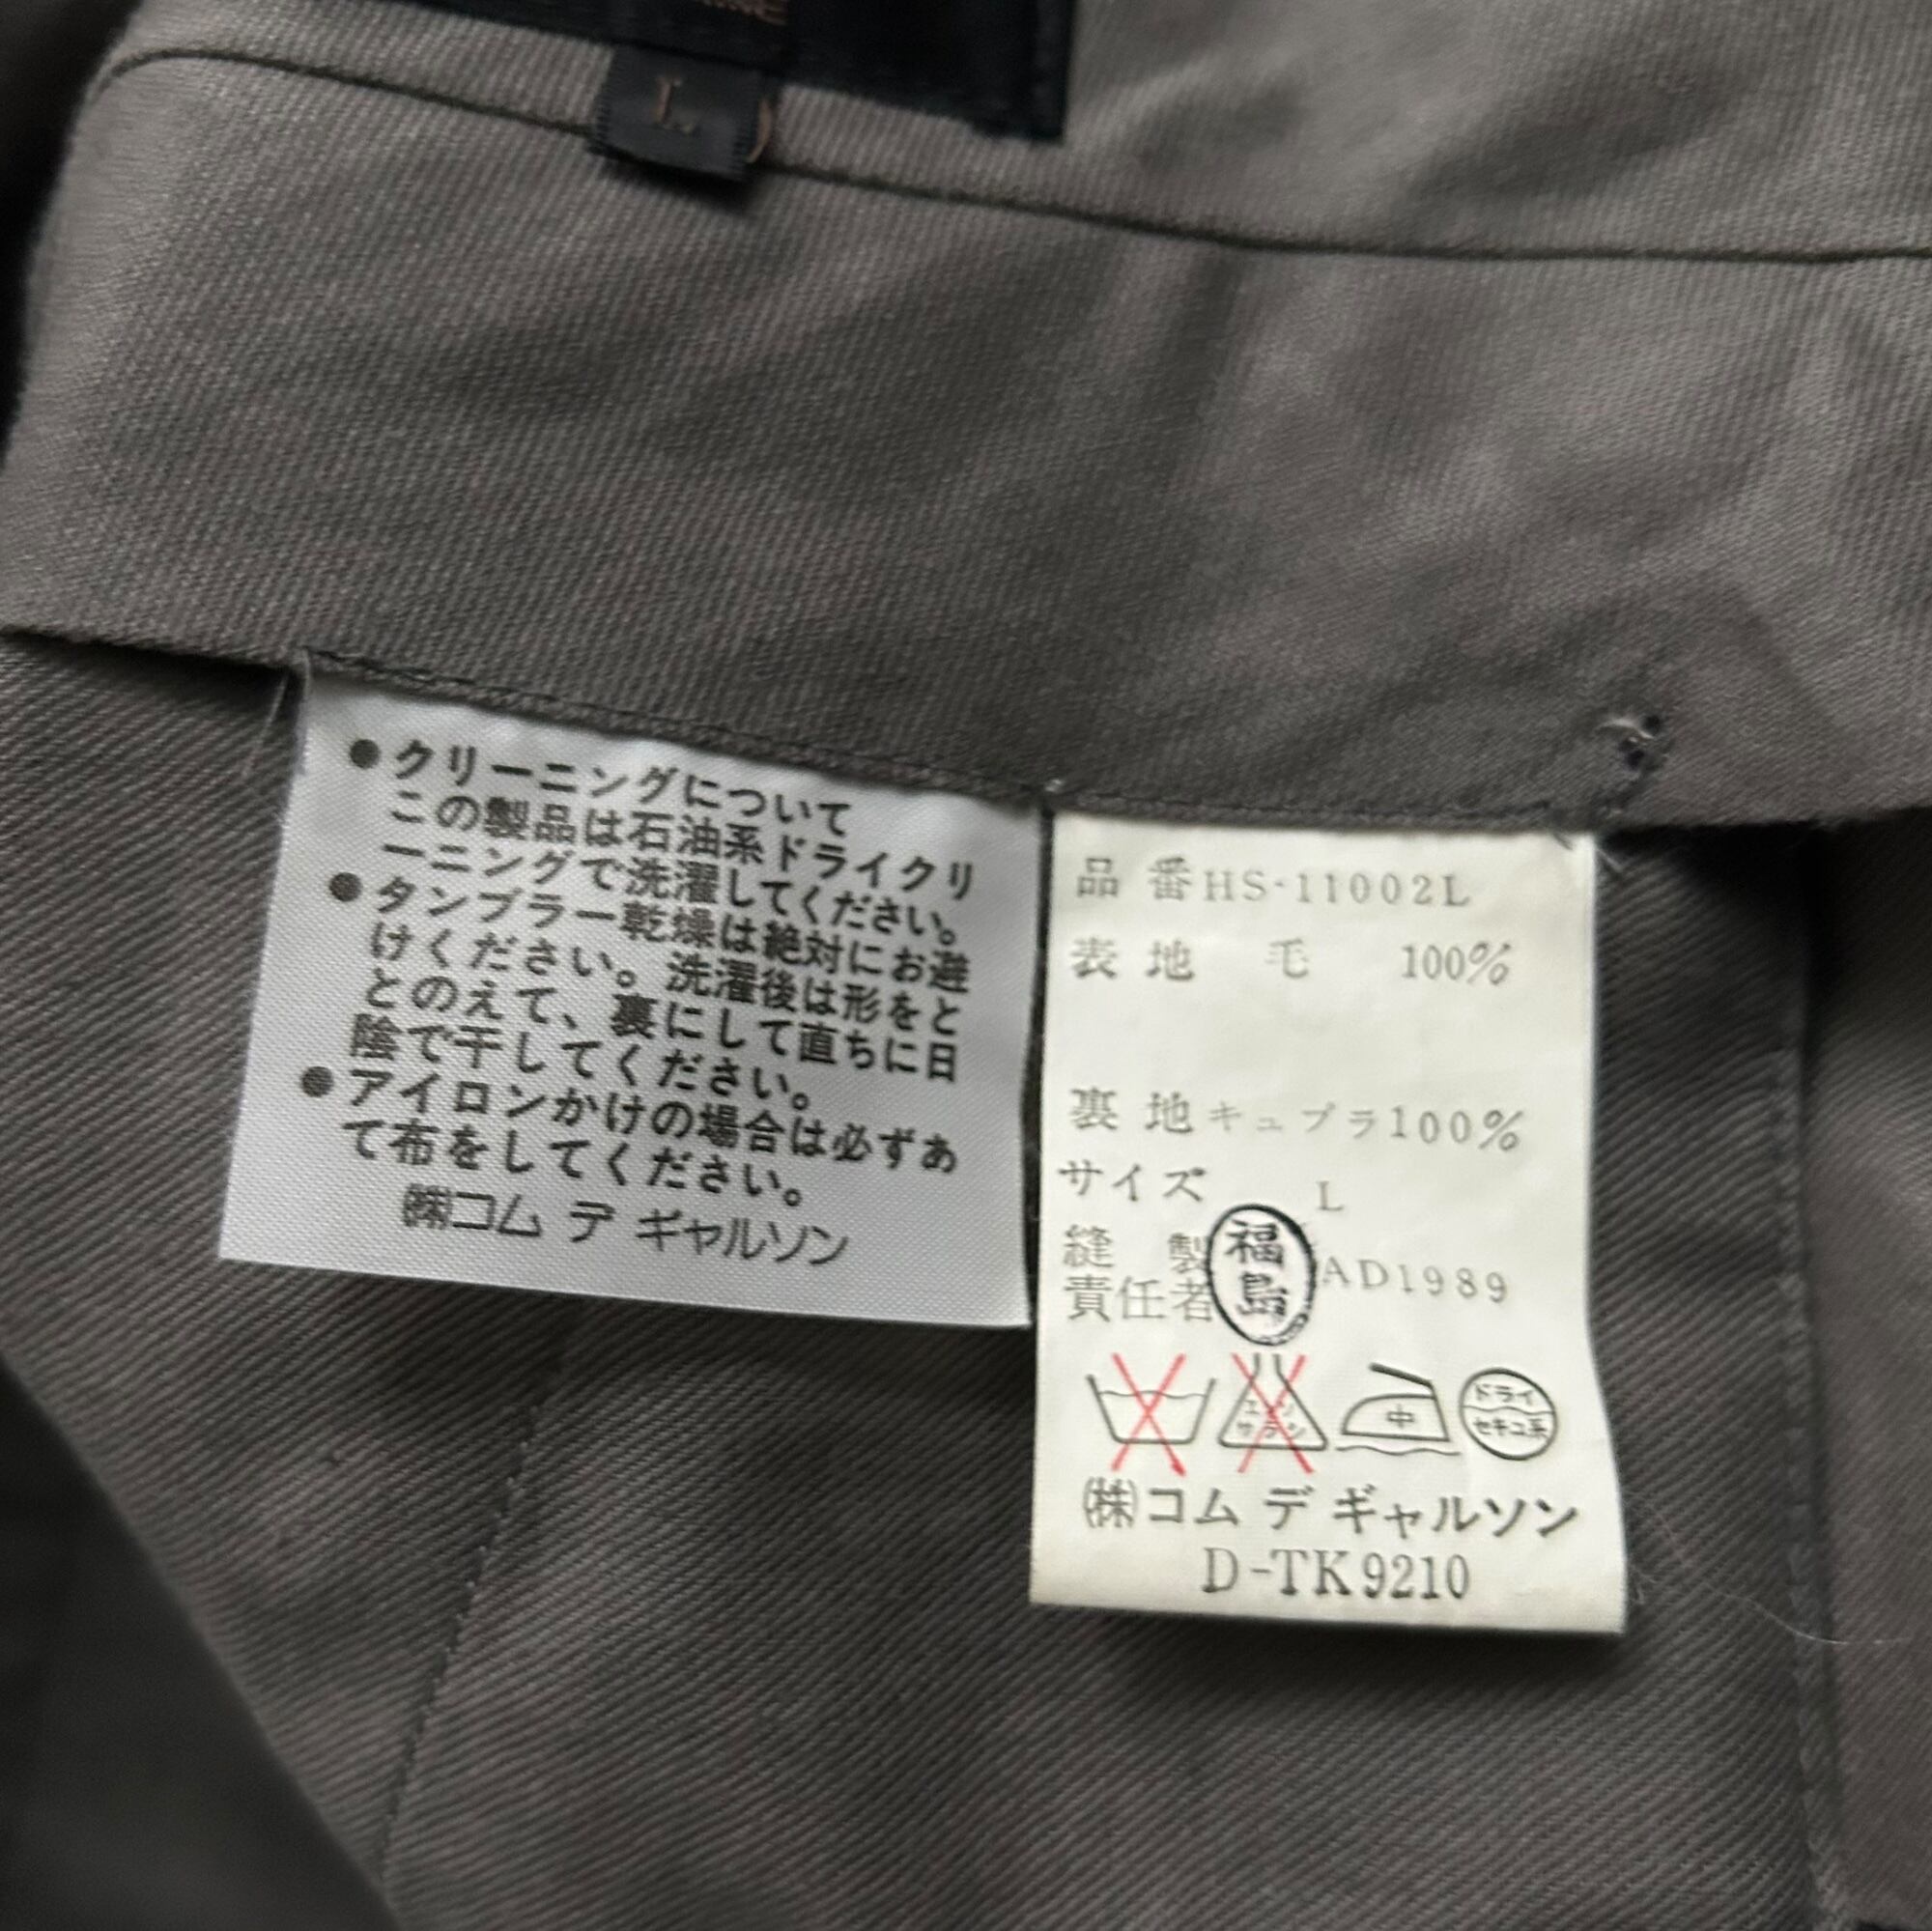 L
●クリーニングについて
この製品は石油系ドライクリ
ーニングで洗濯してください。
●タンブラー乾燥は絶対にお避
けください。洗濯後は形をと
とのえて、裏にして直ちに日
陰で干してください。
●アイロンかけの場合は必ずあ
て布をしてください。
㈱コム デ ギャルソン
品 番 HS-11002L
表 地 毛 100%
裏 地 キュプラ100%
サイズ L
縫 製
責任者 福島 AD1989
エンソ
サラシ
中
ドライ
セキユ系
㈱コム デ ギャルソン
D-TK9210